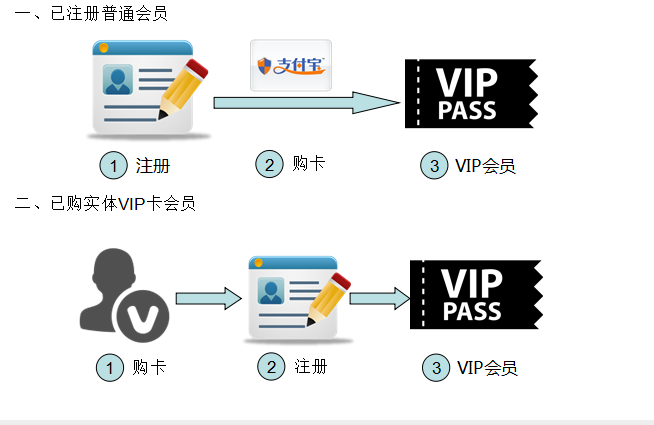 一、已注册普通会员
支付宝
VIP
PASS
1 注册
2 购卡
3 VIP会员
二、已购实体VIP卡会员
V
VIP
PASS
1 购卡
2 注册
3 VIP会员